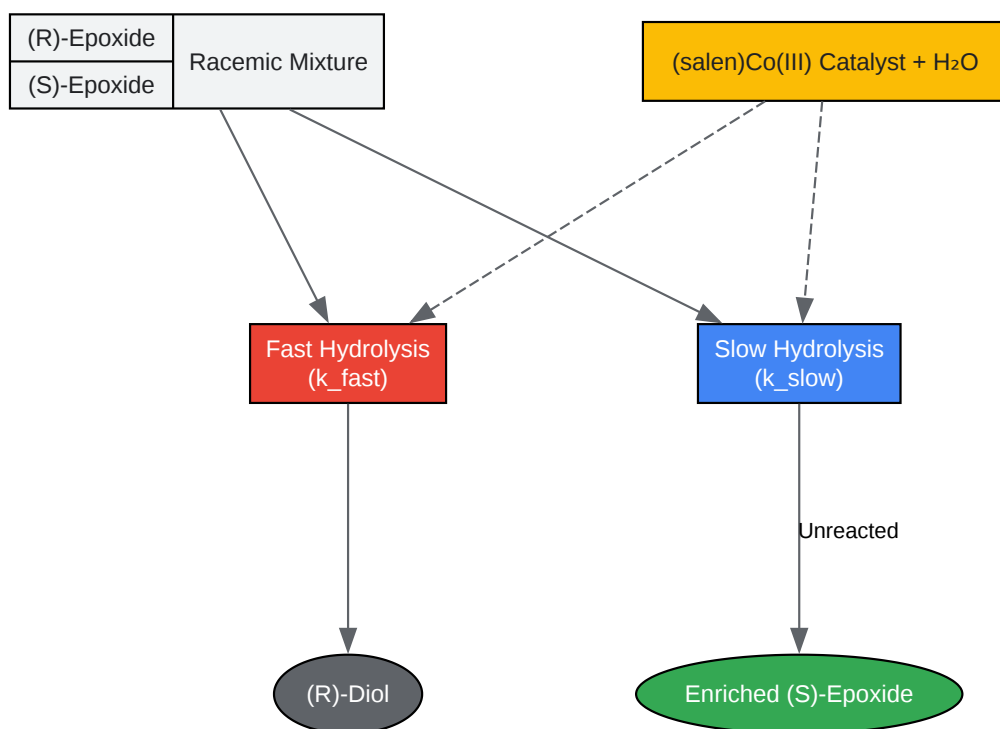 (R)-Epoxide
(S)-Epoxide
Racemic Mixture
(salen)Co(III) Catalyst + H₂O
Fast Hydrolysis
(k_fast)
Slow Hydrolysis
(k_slow)
Unreacted
(R)-Diol
Enriched (S)-Epoxide